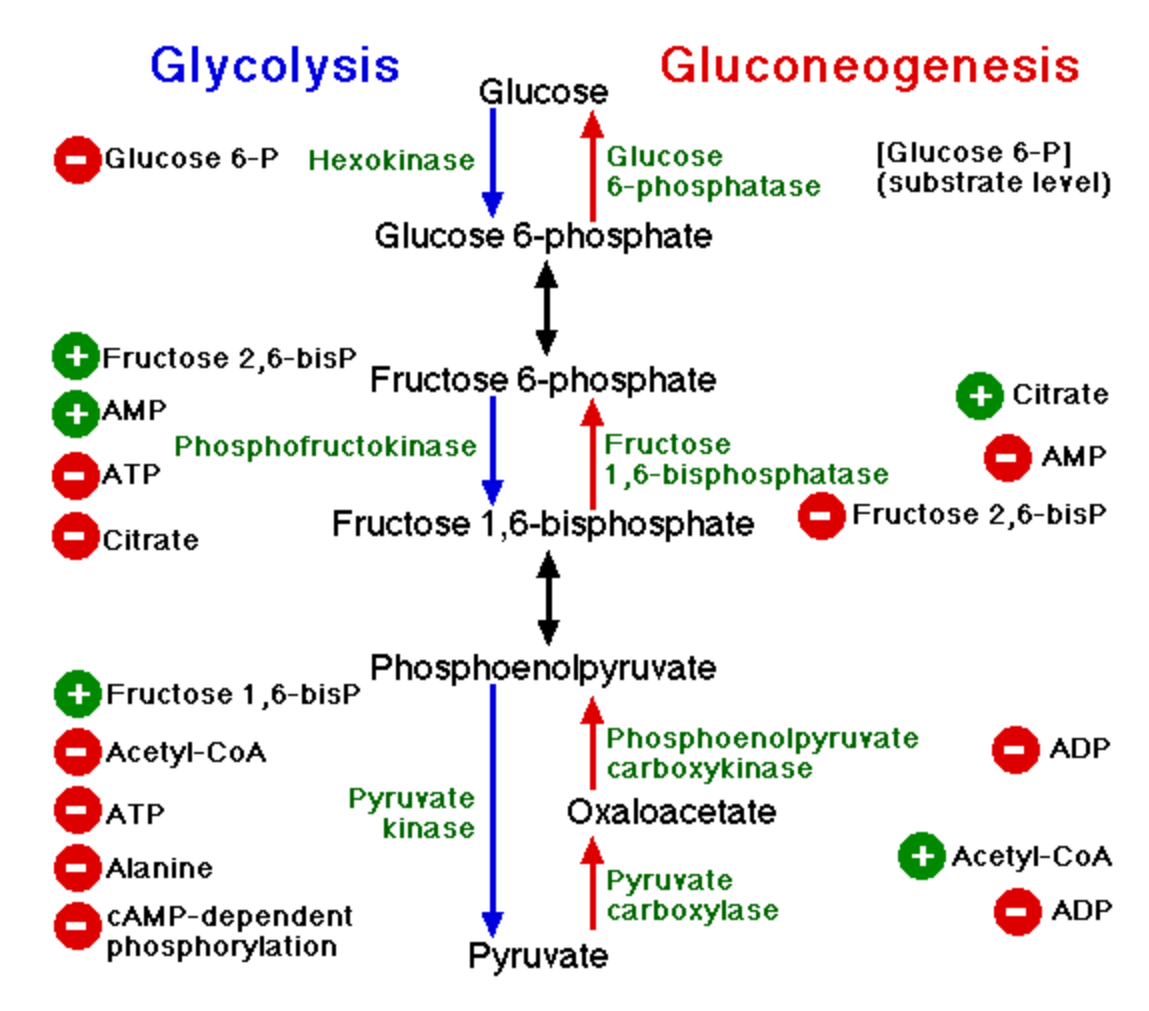 Glycolysis
Gluconeogenesis
Glucose
Glucose 6-P
Hexokinase
Glucose
6-phosphatase
[Glucose 6-P]
(substrate level)
Glucose 6-phosphate
Fructose 2,6-bisP
AMP
ATP
Citrate
Fructose 6-phosphate
Phosphofructokinase
Fructose
1,6-bisphosphatase
Citrate
AMP
Fructose 2,6-bisP
Fructose 1,6-bisphosphate
Phosphoenolpyruvate
Fructose 1,6-bisP
Acetyl-CoA
ATP
Alanine
cAMP-dependent
phosphorylation
Pyruvate
kinase
Phosphoenolpyruvate
carboxykinase
ADP
Oxaloacetate
Pyruvate
carboxylase
Acetyl-CoA
ADP
Pyruvate